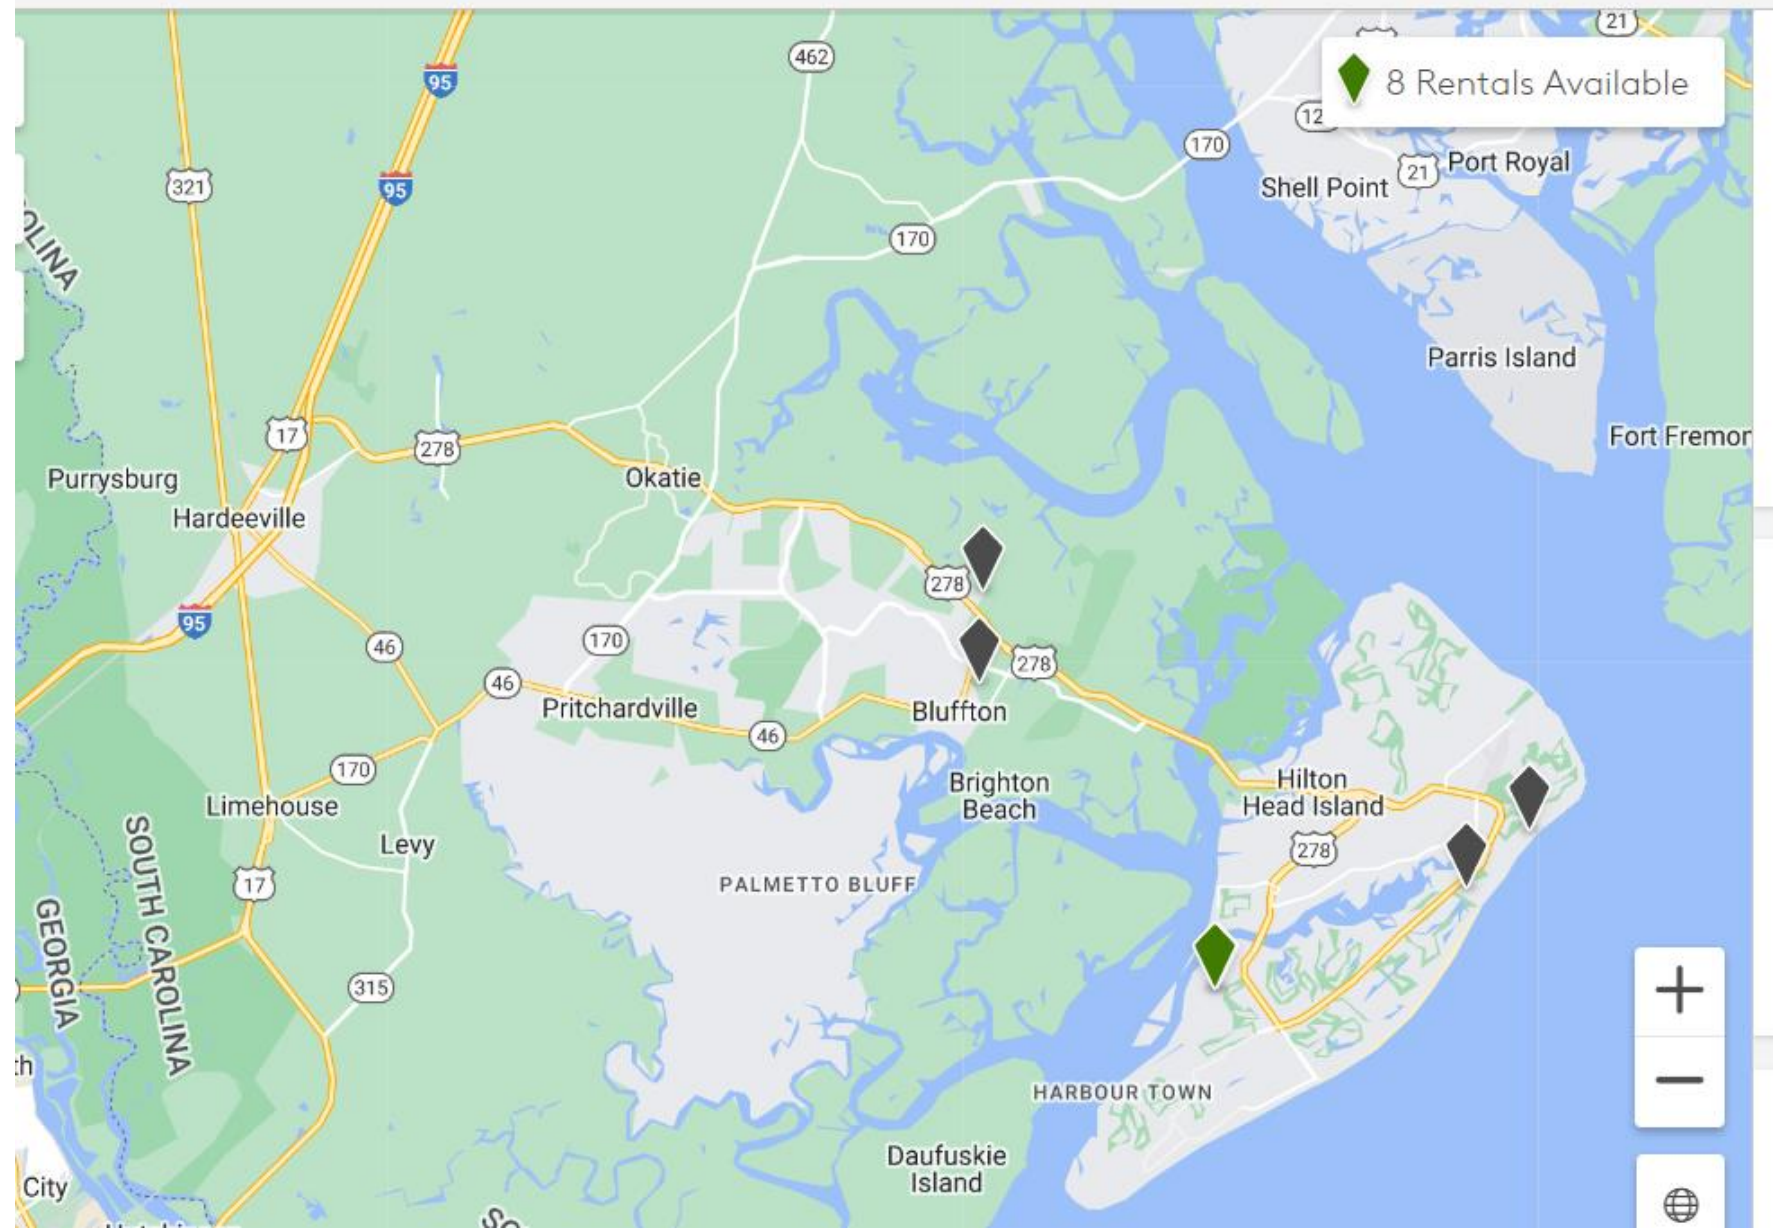 21
462
95
8 Rentals Available
170
Port Royal
21
Shell Point
321
95
170
Parris Island
17
278
Purrysburg
Okatie
Hardeeville
278
95
170
46
278
46
Pritchardville
Bluffton
46
170
Brighton
Beach
Hilton
Head Island
Limehouse
Levy
278
17
PALMETTO BLUFF
SOUTH CAROLINA
GEORGIA
315
HARBOUR TOWN
Daufuskie
Island
City